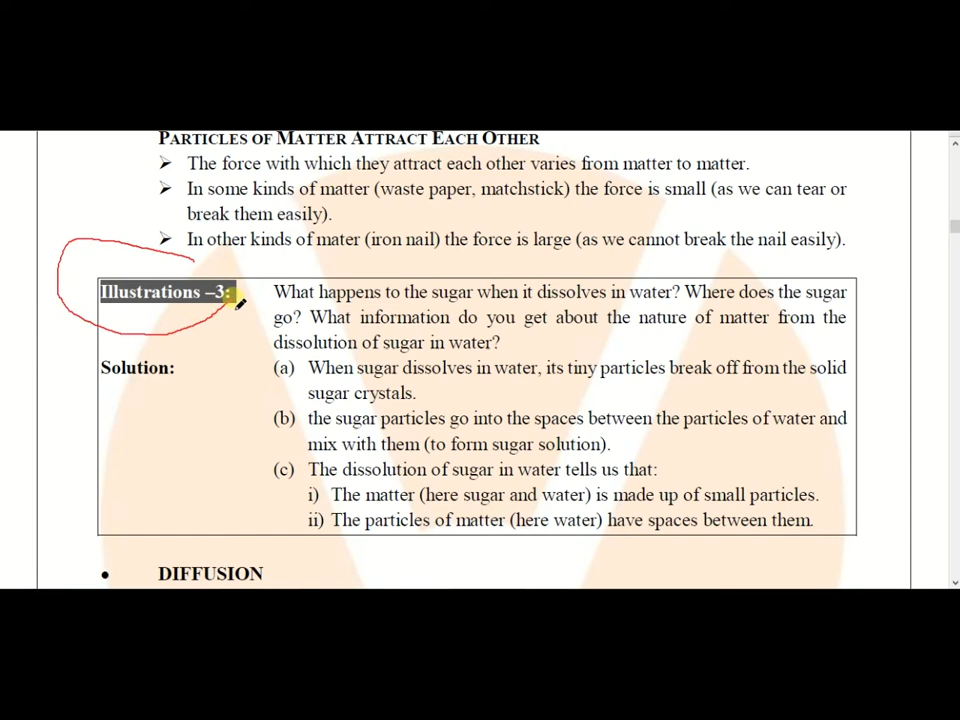 PARTICLES OF MATTER ATTRACT EACH OTHER
➢ The force with which they attract each other varies from matter to matter.
➢ In some kinds of matter (waste paper, matchstick) the force is small (as we can tear or
break them easily).
➢ In other kinds of mater (iron nail) the force is large (as we cannot break the nail easily).
Illustrations –3: What happens to the sugar when it dissolves in water? Where does the sugar
go? What information do you get about the nature of matter from the
dissolution of sugar in water?
Solution: (a) When sugar dissolves in water, its tiny particles break off from the solid
sugar crystals.
(b) the sugar particles go into the spaces between the particles of water and
mix with them (to form sugar solution).
(c) The dissolution of sugar in water tells us that:
i) The matter (here sugar and water) is made up of small particles.
ii) The particles of matter (here water) have spaces between them.
• DIFFUSION